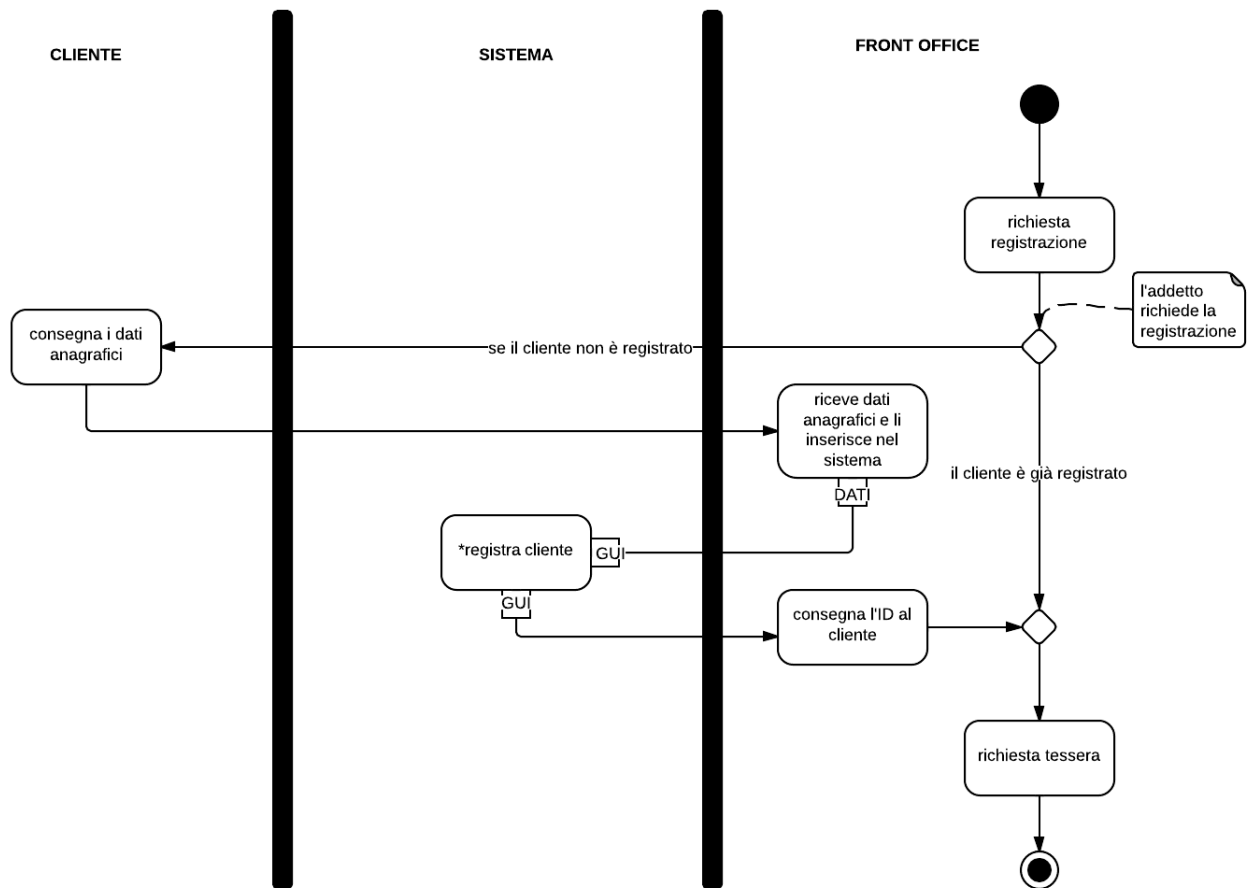 CLIENTE
SISTEMA
FRONT OFFICE
richiesta
registrazione
l'addetto
richiede la
registrazione
consegna i dati
anagrafici
se il cliente non è registrato
riceve dati
anagrafici e li
inserisce nel
sistema
DATI
il cliente è già registrato
*registra cliente
GUI
GUI
consegna l'ID al
cliente
richiesta tessera